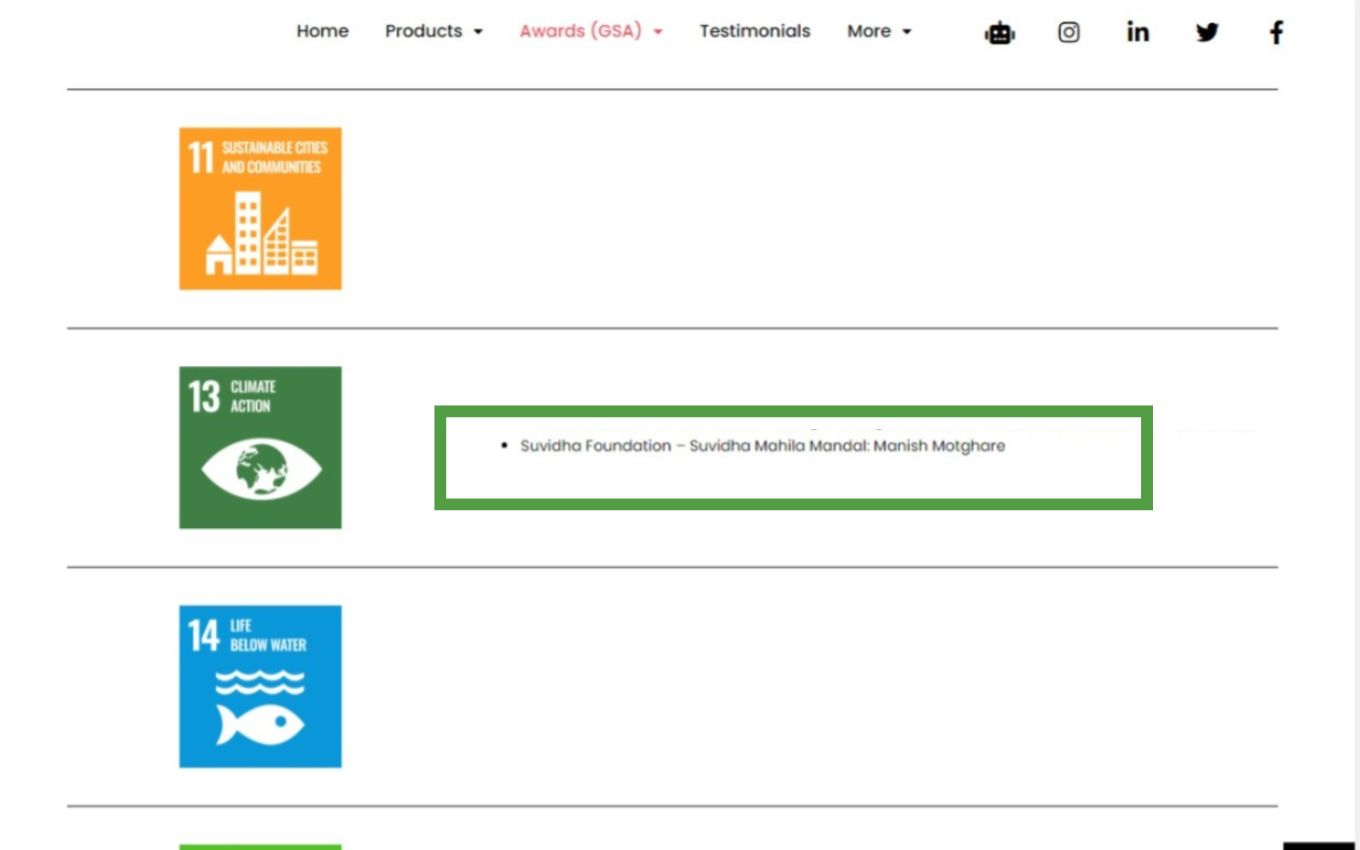 Home Products Awards (GSA) Testimonials More
11 SUSTAINABLE CITIES
AND COMMUNITIES
13 CLIMATE
ACTION
• Suvidha Foundation – Suvidha Mahila Mandal: Manish Motghare
14 LIFE
BELOW WATER